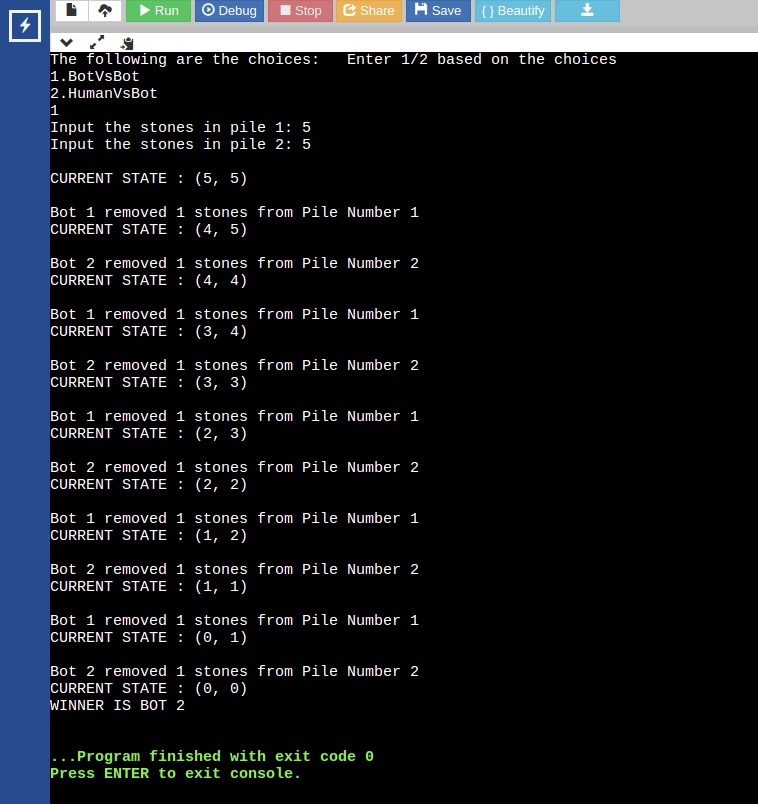 Run Debug Stop Share Save { } Beautify
The following are the choices:   Enter 1/2 based on the choices
1.BotVsBot
2.HumanVsBot
1
Input the stones in pile 1: 5
Input the stones in pile 2: 5
CURRENT STATE : (5, 5)
Bot 1 removed 1 stones from Pile Number 1
CURRENT STATE : (4, 5)
Bot 2 removed 1 stones from Pile Number 2
CURRENT STATE : (4, 4)
Bot 1 removed 1 stones from Pile Number 1
CURRENT STATE : (3, 4)
Bot 2 removed 1 stones from Pile Number 2
CURRENT STATE : (3, 3)
Bot 1 removed 1 stones from Pile Number 1
CURRENT STATE : (2, 3)
Bot 2 removed 1 stones from Pile Number 2
CURRENT STATE : (2, 2)
Bot 1 removed 1 stones from Pile Number 1
CURRENT STATE : (1, 2)
Bot 2 removed 1 stones from Pile Number 2
CURRENT STATE : (1, 1)
Bot 1 removed 1 stones from Pile Number 1
CURRENT STATE : (0, 1)
Bot 2 removed 1 stones from Pile Number 2
CURRENT STATE : (0, 0)
WINNER IS BOT 2
...Program finished with exit code 0
Press ENTER to exit console.